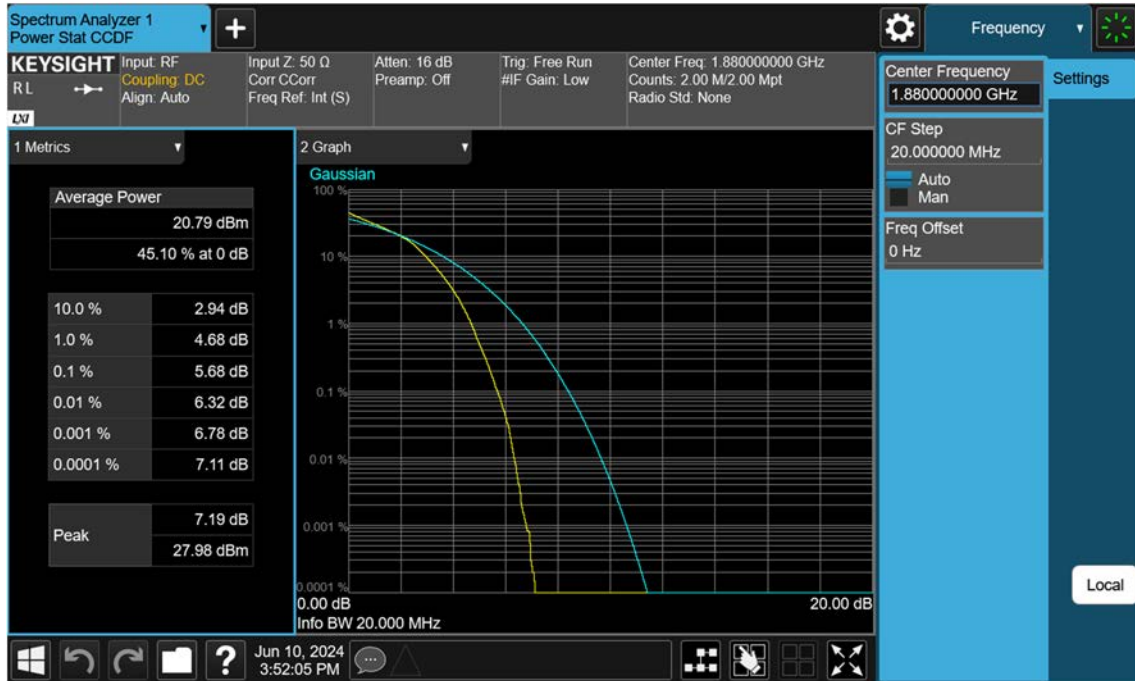 Spectrum Analyzer 1
Power Stat CCDF
Frequency
KEYSIGHT
R L
LXI
Input: RF
Coupling: DC
Align: Auto
Input Z: 50 Ω
Corr CCorr
Freq Ref: Int (S)
Atten: 16 dB
Preamp: Off
Trig: Free Run
#IF Gain: Low
Center Freq: 1.880000000 GHz
Counts: 2.00 M/2.00 Mpt
Radio Std: None
Center Frequency
1.880000000 GHz
Settings
CF Step
20.000000 MHz
Auto
Man
Freq Offset
0 Hz
1 Metrics
Average Power
20.79 dBm
45.10 % at 0 dB
10.0 % 2.94 dB
1.0 % 4.68 dB
0.1 % 5.68 dB
0.01 % 6.32 dB
0.001 % 6.78 dB
0.0001 % 7.11 dB
Peak
7.19 dB
27.98 dBm
2 Graph
Gaussian
100 %
10 %
1 %
0.1 %
0.01 %
0.001 %
0.0001 %
0.00 dB 20.00 dB
Info BW 20.000 MHz
Local
?
Jun 10, 2024
3:52:05 PM